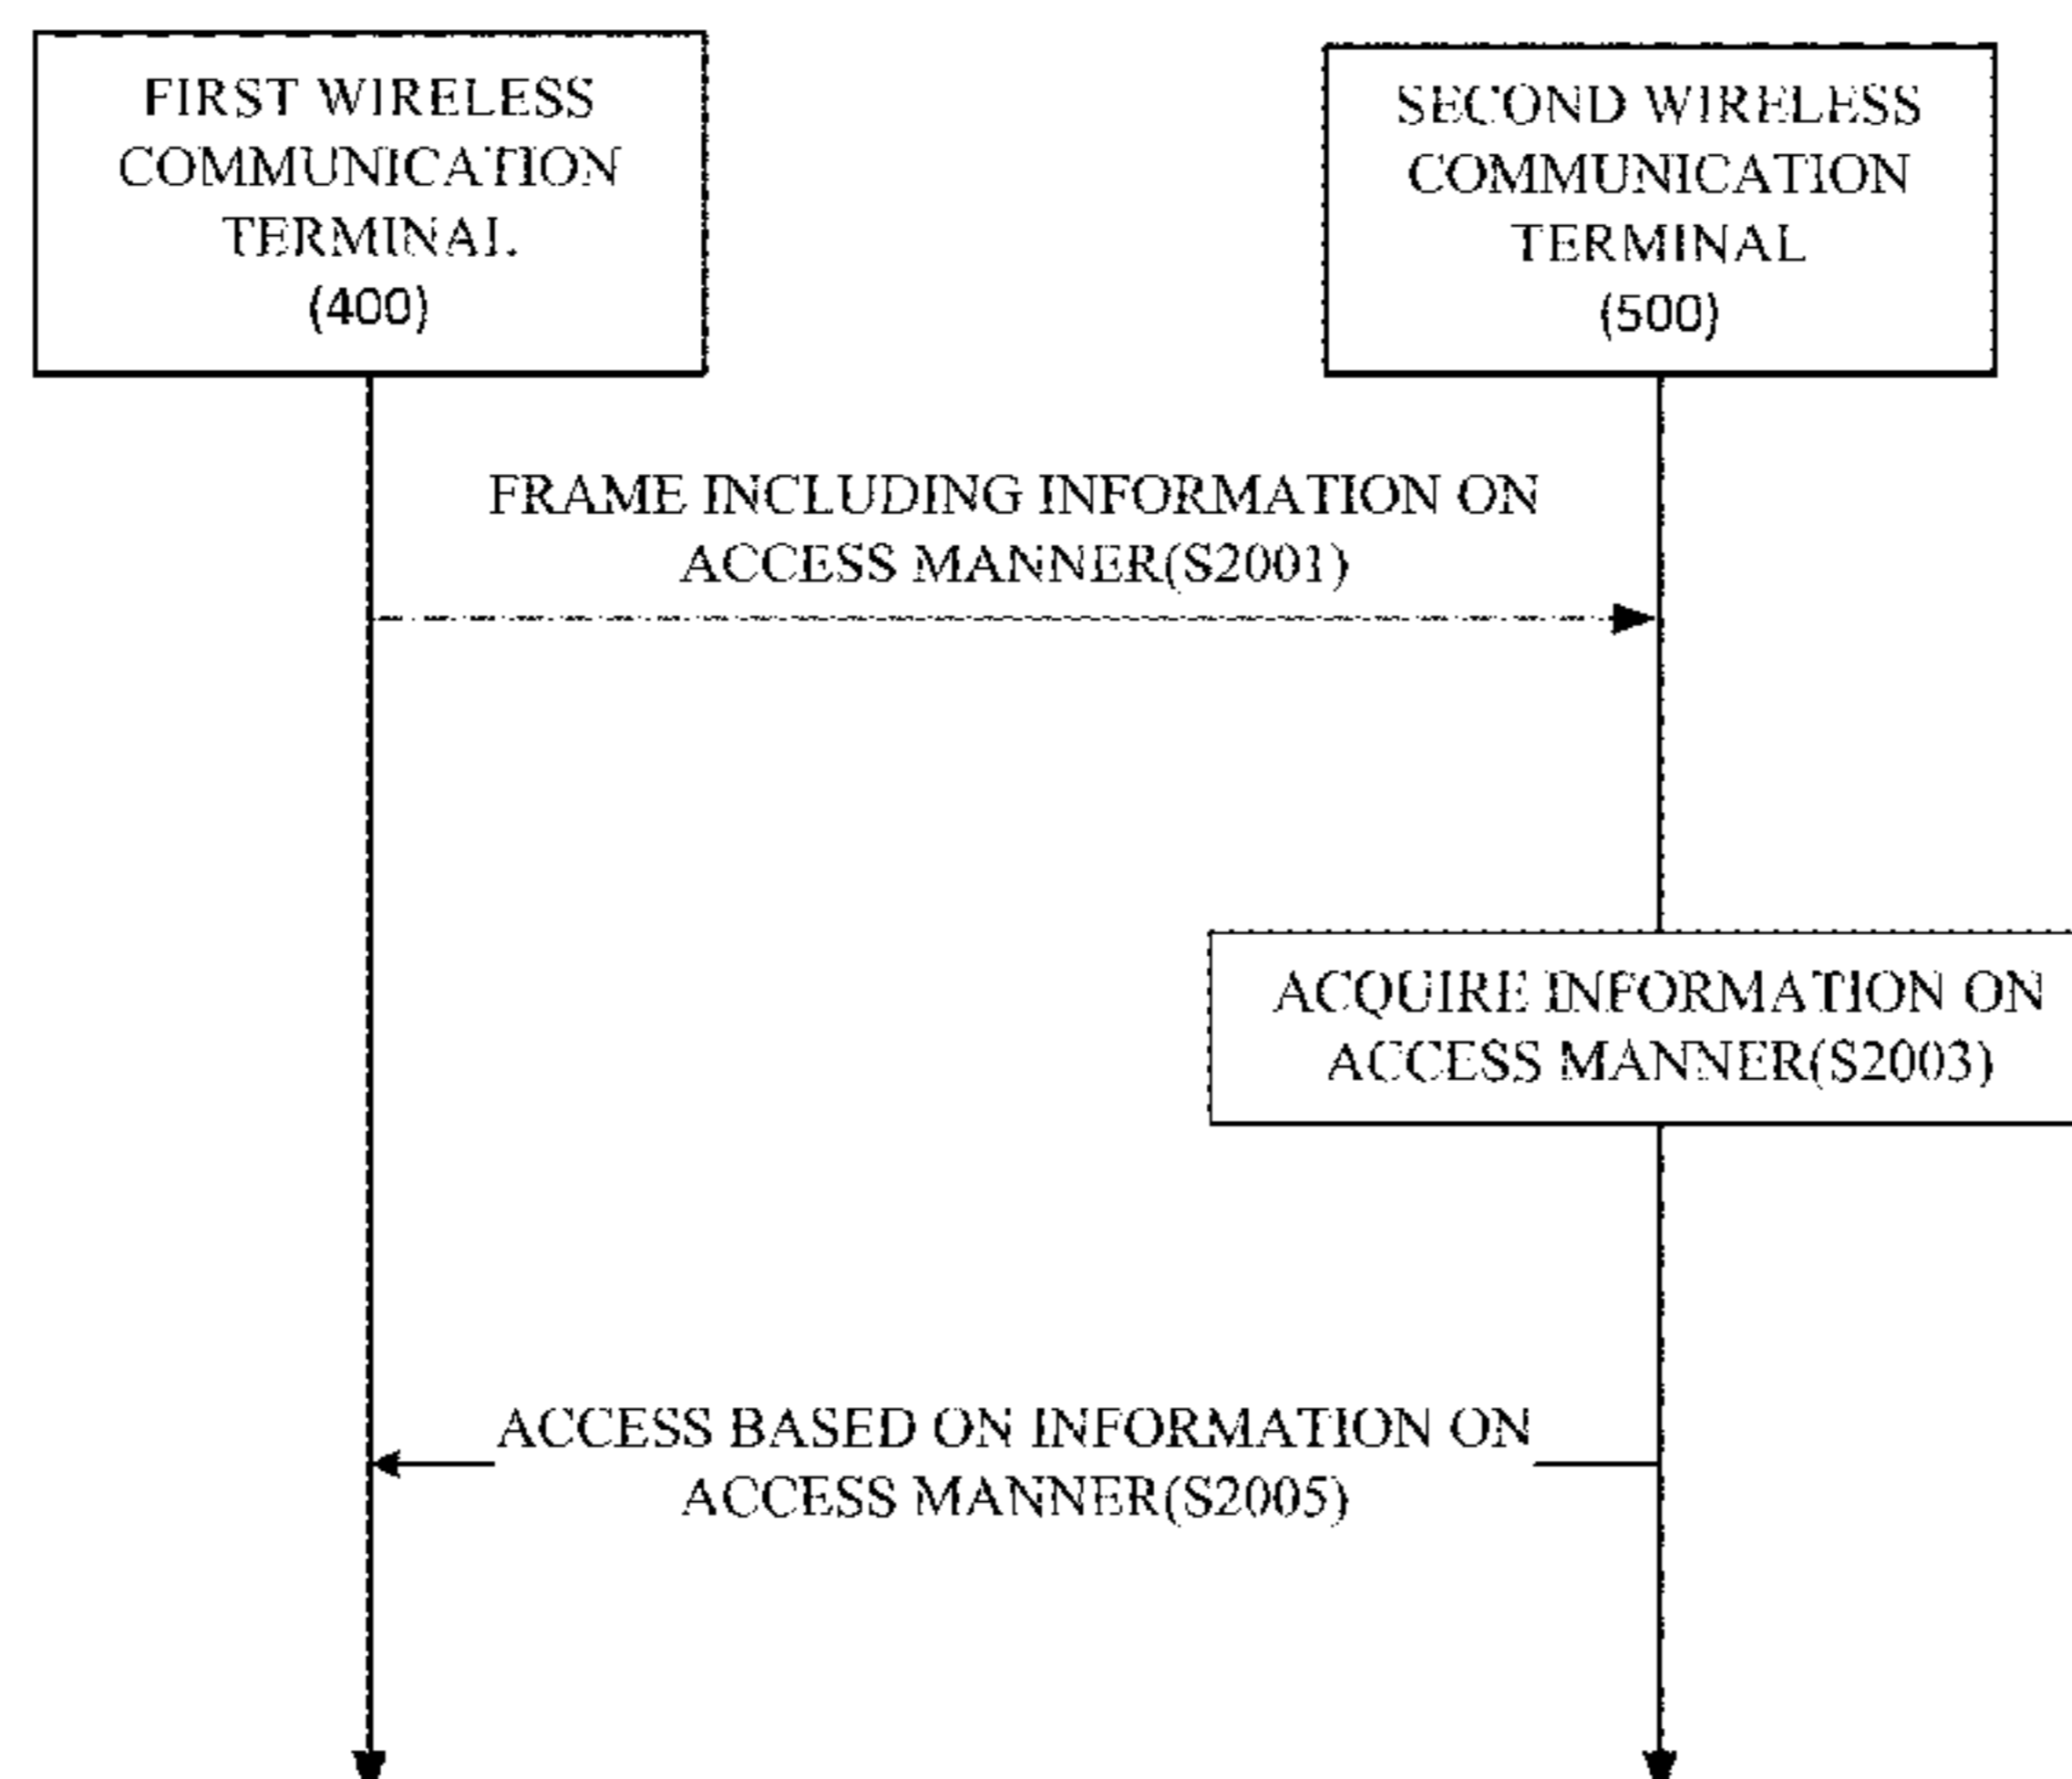 FIRST WIRELESS
COMMUNICATION
TERMINAL
(400)
SECOND WIRELESS
COMMUNICATION
TERMINAL
(500)
FRAME INCLUDING INFORMATION ON
ACCESS MANNER(S2001)
ACQUIRE INFORMATION ON
ACCESS MANNER(S2003)
ACCESS BASED ON INFORMATION ON
ACCESS MANNER(S2005)